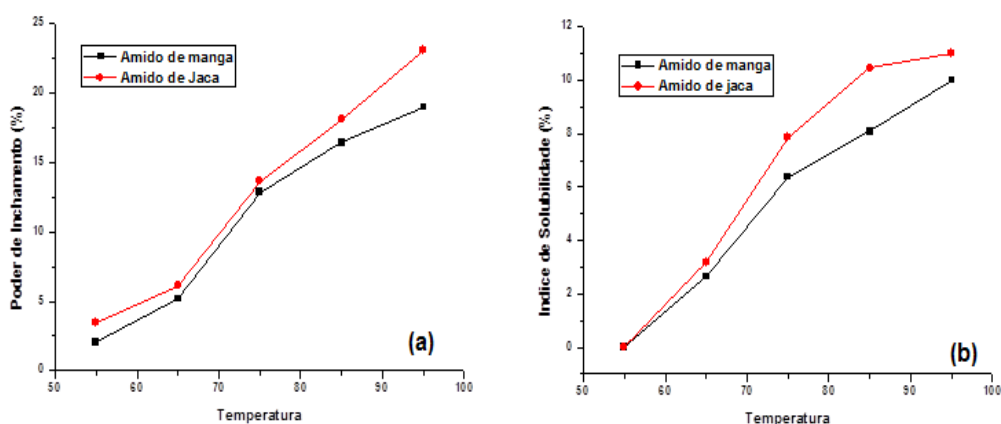 Amido de manga
Amido de Jaca
Poder de Inchamento (%)
25
20
15
10
5
0
50
60
70
80
90
100
Temperatura
(a)
Amido de manga
Amido de jaca
Indice de Solubilidade (%)
12
10
8
6
4
2
0
50
60
70
80
90
100
Temperatura
(b)